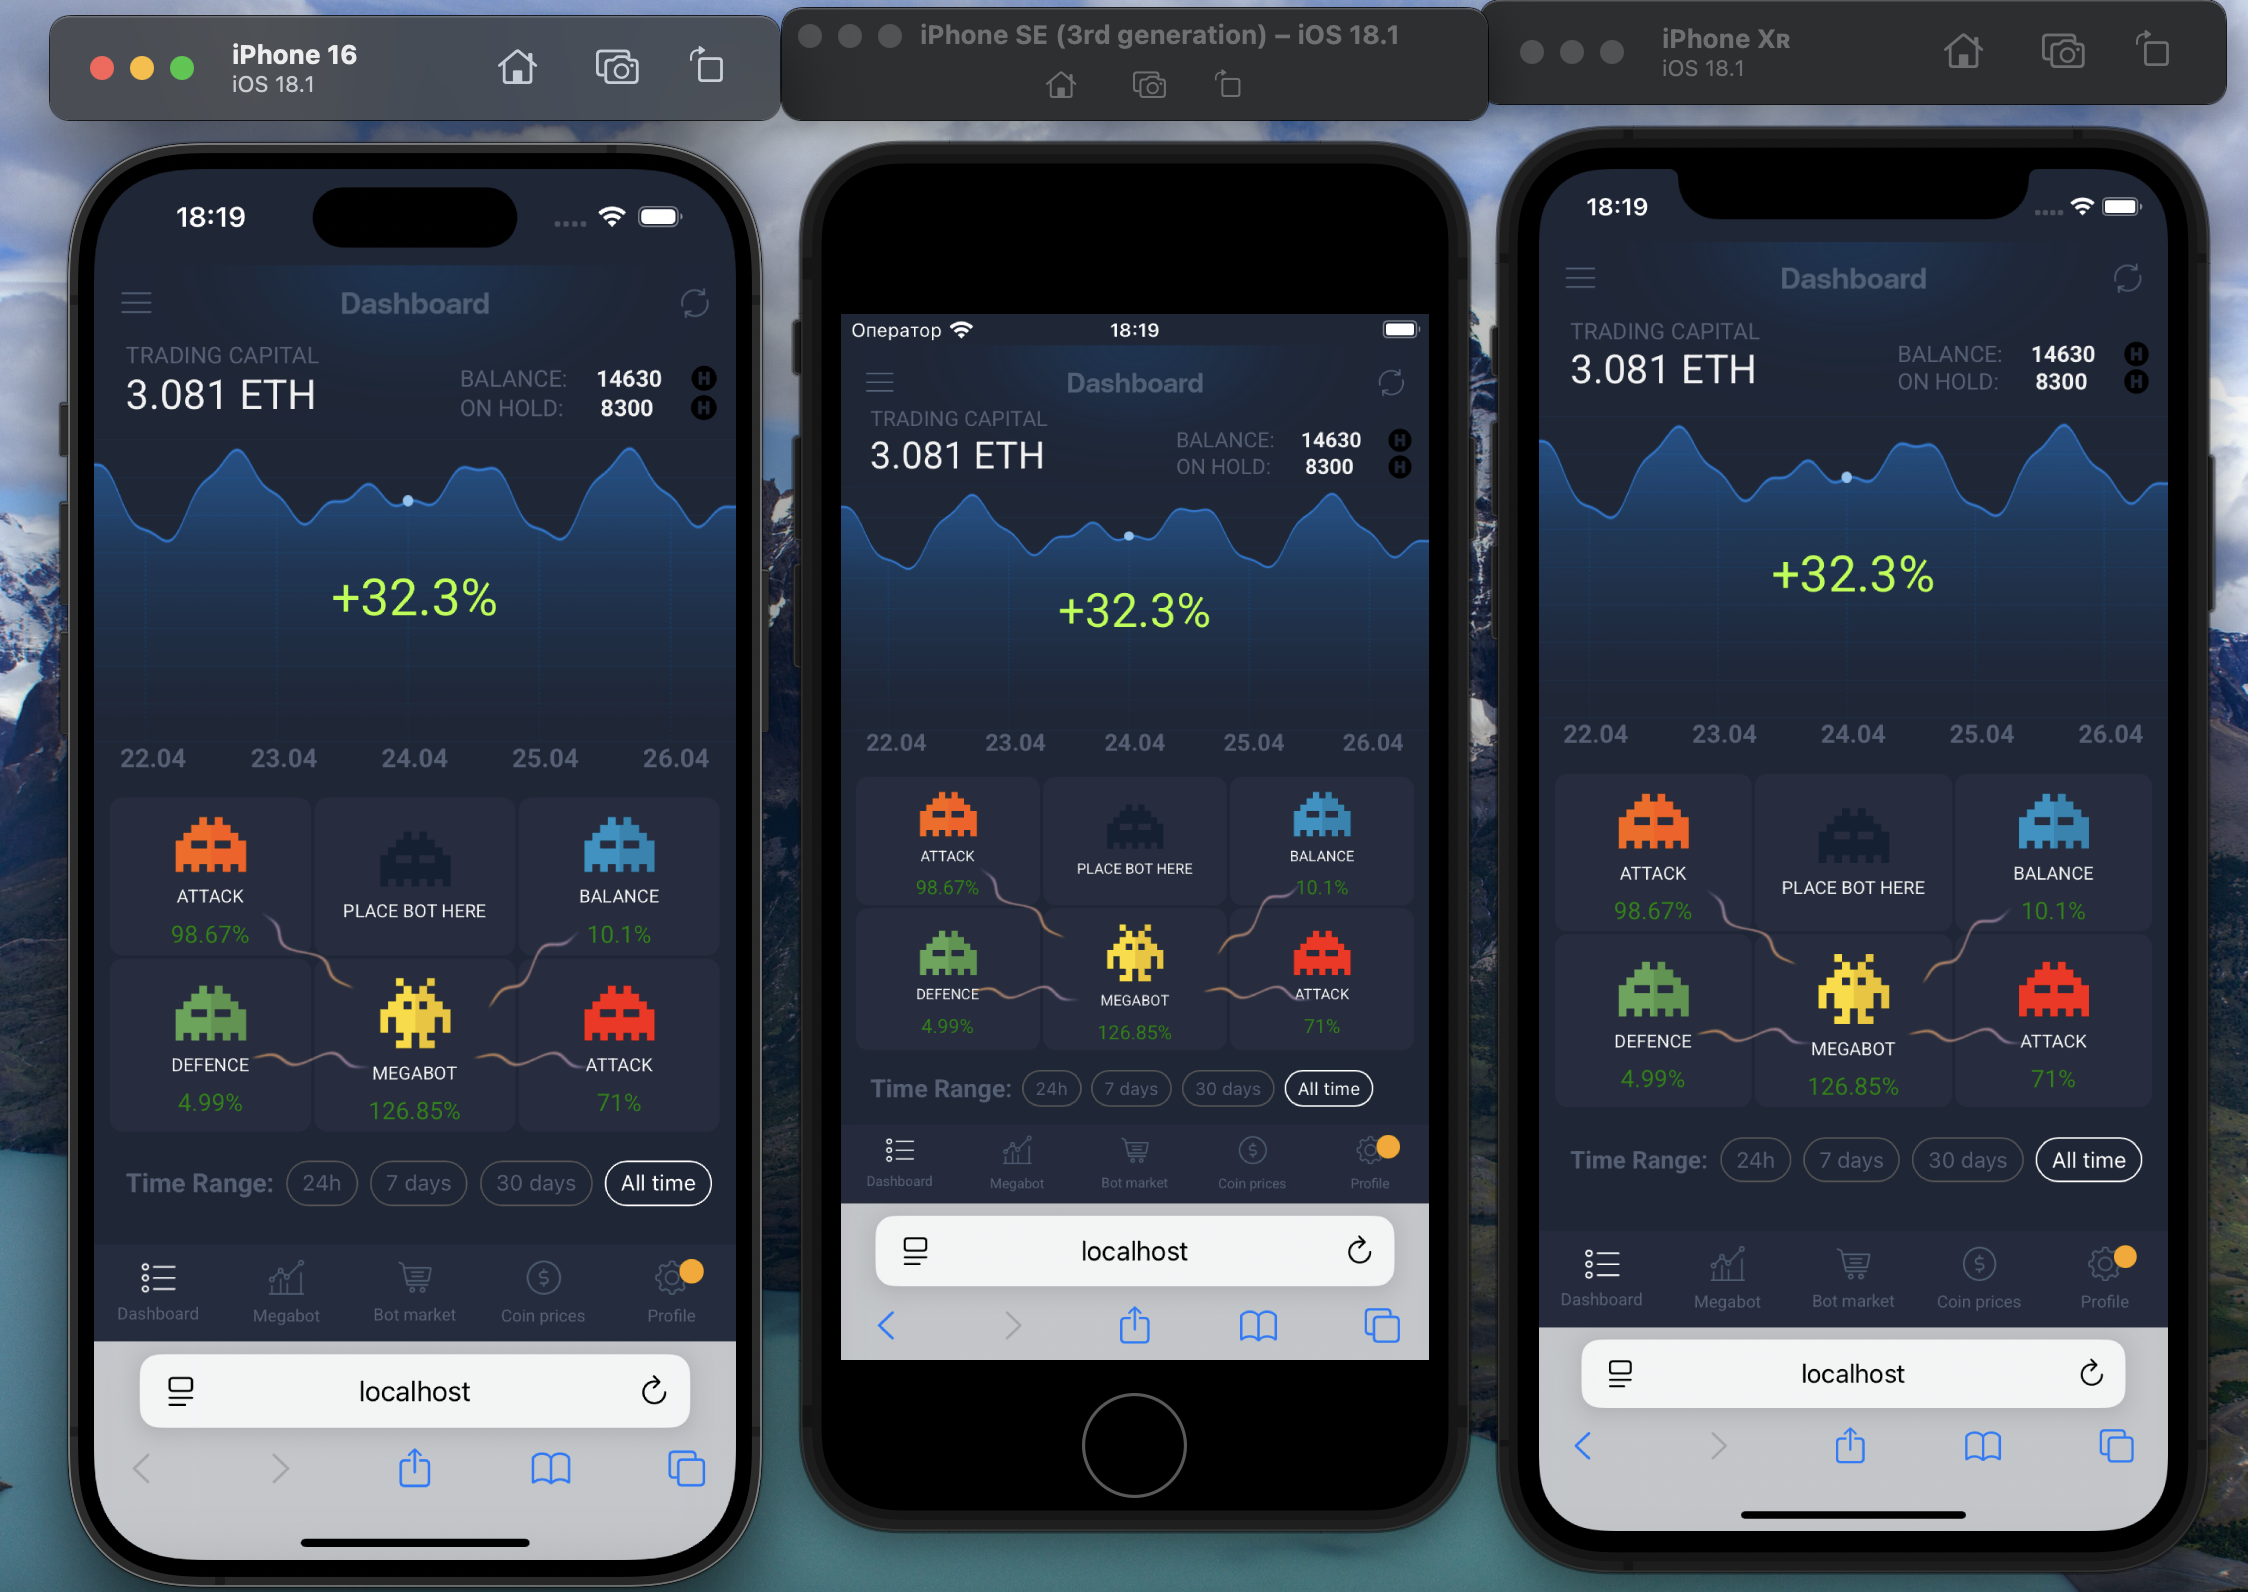 iPhone 16
iOS 18.1
18:19
Dashboard
TRADING CAPITAL
3.081 ETH
BALANCE: 14630 H
ON HOLD: 8300 H
+32.3%
22.04 23.04 24.04 25.04 26.04
ATTACK
98.67%
PLACE BOT HERE
BALANCE
10.1%
DEFENCE
4.99%
MEGABOT
126.85%
ATTACK
71%
Time Range: 24h 7 days 30 days All time
Dashboard Megabot Bot market Coin prices Profile
localhost
iPhone SE (3rd generation) – iOS 18.1
Оператор 18:19
Dashboard
TRADING CAPITAL
3.081 ETH
BALANCE: 14630 H
ON HOLD: 8300 H
+32.3%
22.04 23.04 24.04 25.04 26.04
ATTACK
98.67%
PLACE BOT HERE
BALANCE
10.1%
DEFENCE
4.99%
MEGABOT
126.85%
ATTACK
71%
Time Range: 24h 7 days 30 days All time
Dashboard Megabot Bot market Coin prices Profile
localhost
iPhone Xʀ
iOS 18.1
18:19
Dashboard
TRADING CAPITAL
3.081 ETH
BALANCE: 14630 H
ON HOLD: 8300 H
+32.3%
22.04 23.04 24.04 25.04 26.04
ATTACK
98.67%
PLACE BOT HERE
BALANCE
10.1%
DEFENCE
4.99%
MEGABOT
126.85%
ATTACK
71%
Time Range: 24h 7 days 30 days All time
Dashboard Megabot Bot market Coin prices Profile
localhost